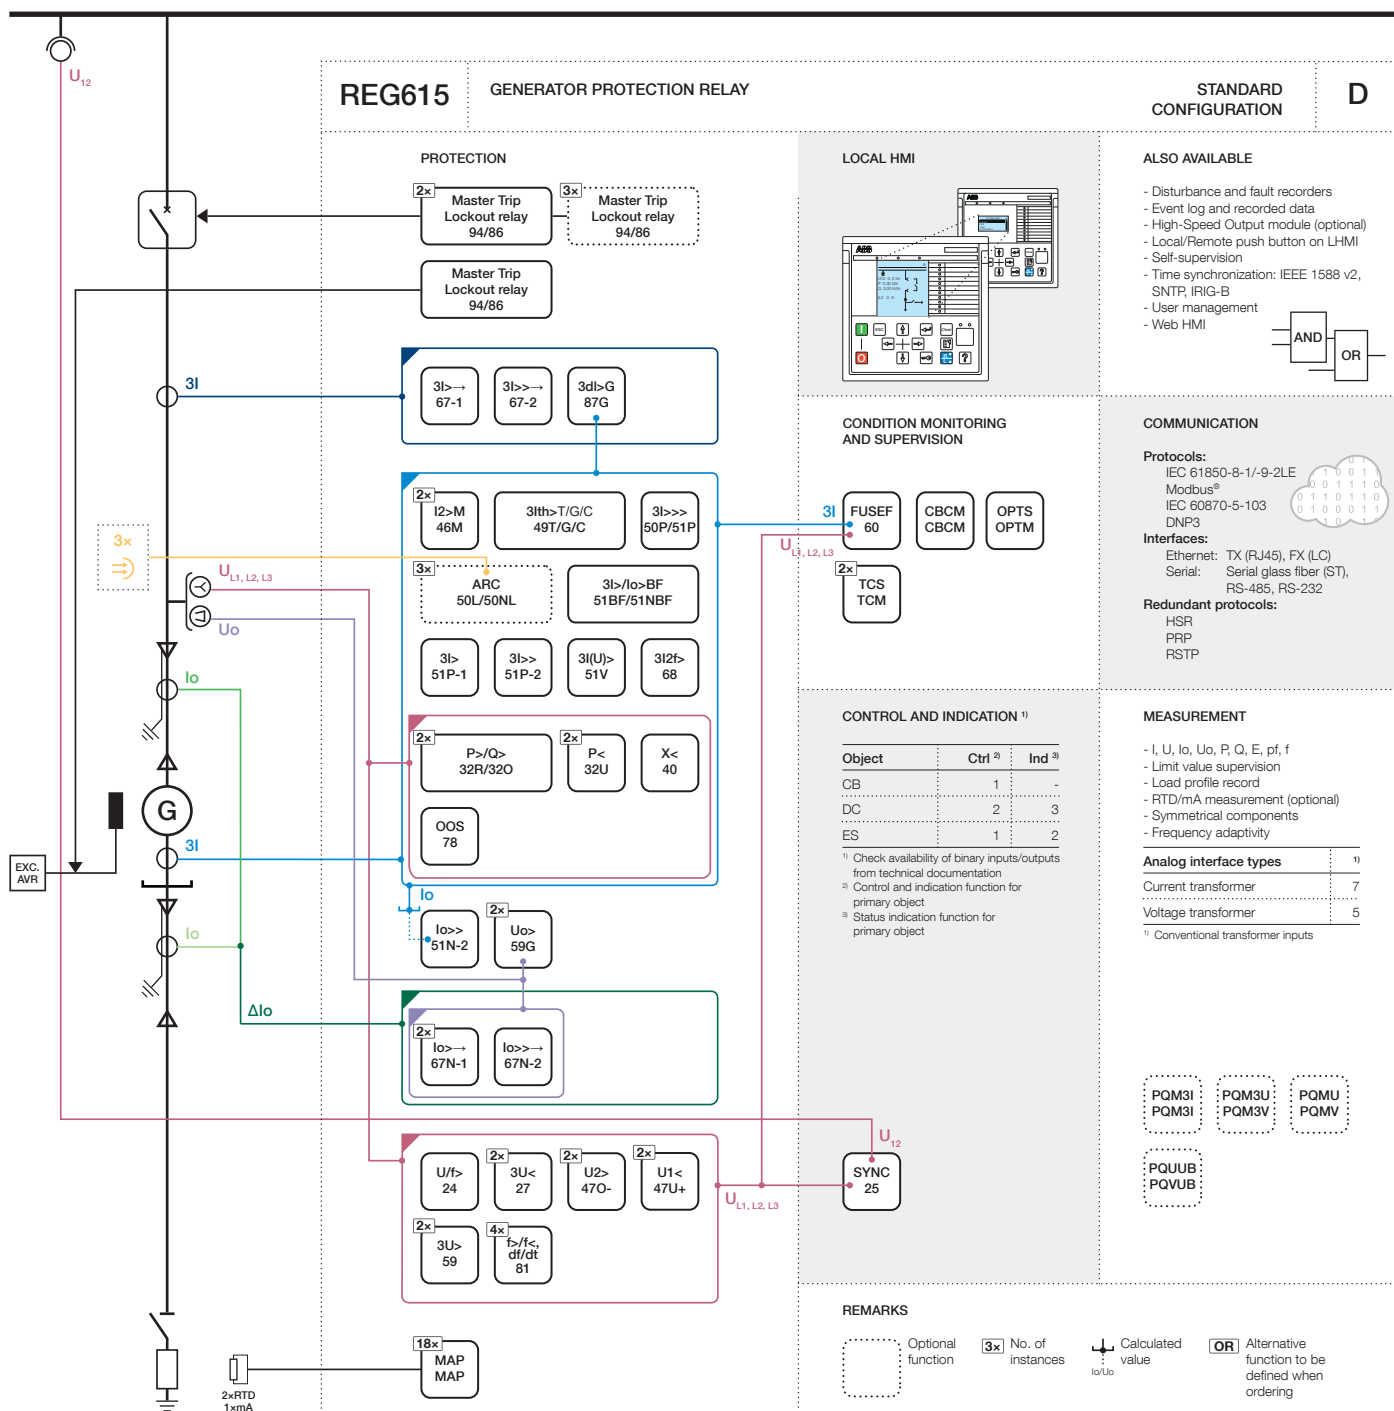 U12
REG615
GENERATOR PROTECTION RELAY
STANDARD
CONFIGURATION
D
PROTECTION
2×
Master Trip
Lockout relay
94/86
3×
Master Trip
Lockout relay
94/86
Master Trip
Lockout relay
94/86
3I
3I>→
67-1
3I>>→
67-2
3dI>G
87G
2×
I2>M
46M
3Ith>T/G/C
49T/G/C
3I>>>
50P/51P
3×
3×
ARC
50L/50NL
3I>/Io>BF
51BF/51NBF
UL1, L2, L3
Uo
3I>
51P-1
3I>>
51P-2
3I(U)>
51V
3I2f>
68
Io
2×
P>/Q>
32R/32O
2×
P<
32U
X<
40
G
OOS
78
3I
EXC.
AVR
Io
Io>>
51N-2
2×
Uo>
59G
Io
ΔIo
2×
Io>→
67N-1
Io>>→
67N-2
U/f>
24
2×
3U<
27
2×
U2>
47O-
2×
U1<
47U+
2×
3U>
59
4×
f>/f<,
df/dt
81
UL1, L2, L3
18×
MAP
MAP
2×RTD
1×mA
LOCAL HMI
ABB
ABB
ESC
Clear
I
O
?
?
CONDITION MONITORING
AND SUPERVISION
3I
UL1, L2, L3
FUSEF
60
CBCM
CBCM
OPTS
OPTM
2×
TCS
TCM
CONTROL AND INDICATION 1)
Object Ctrl 2) Ind 3)
CB 1 -
DC 2 3
ES 1 2
1) Check availability of binary inputs/outputs
from technical documentation
2) Control and indication function for
primary object
3) Status indication function for
primary object
U12
SYNC
25
ALSO AVAILABLE
- Disturbance and fault recorders
- Event log and recorded data
- High-Speed Output module (optional)
- Local/Remote push button on LHMI
- Self-supervision
- Time synchronization: IEEE 1588 v2,
SNTP, IRIG-B
- User management
- Web HMI
AND
OR
COMMUNICATION
Protocols:
IEC 61850-8-1/-9-2LE
Modbus®
IEC 60870-5-103
DNP3
Interfaces:
Ethernet: TX (RJ45), FX (LC)
Serial: Serial glass fiber (ST),
RS-485, RS-232
Redundant protocols:
HSR
PRP
RSTP
MEASUREMENT
- I, U, Io, Uo, P, Q, E, pf, f
- Limit value supervision
- Load profile record
- RTD/mA measurement (optional)
- Symmetrical components
- Frequency adaptivity
Analog interface types 1)
Current transformer 7
Voltage transformer 5
1) Conventional transformer inputs
PQM3I
PQM3I
PQM3U
PQM3V
PQMU
PQMV
PQUUB
PQVUB
REMARKS
Optional
function
3×
No. of
instances
Io/Uo
Calculated
value
OR
Alternative
function to be
defined when
ordering